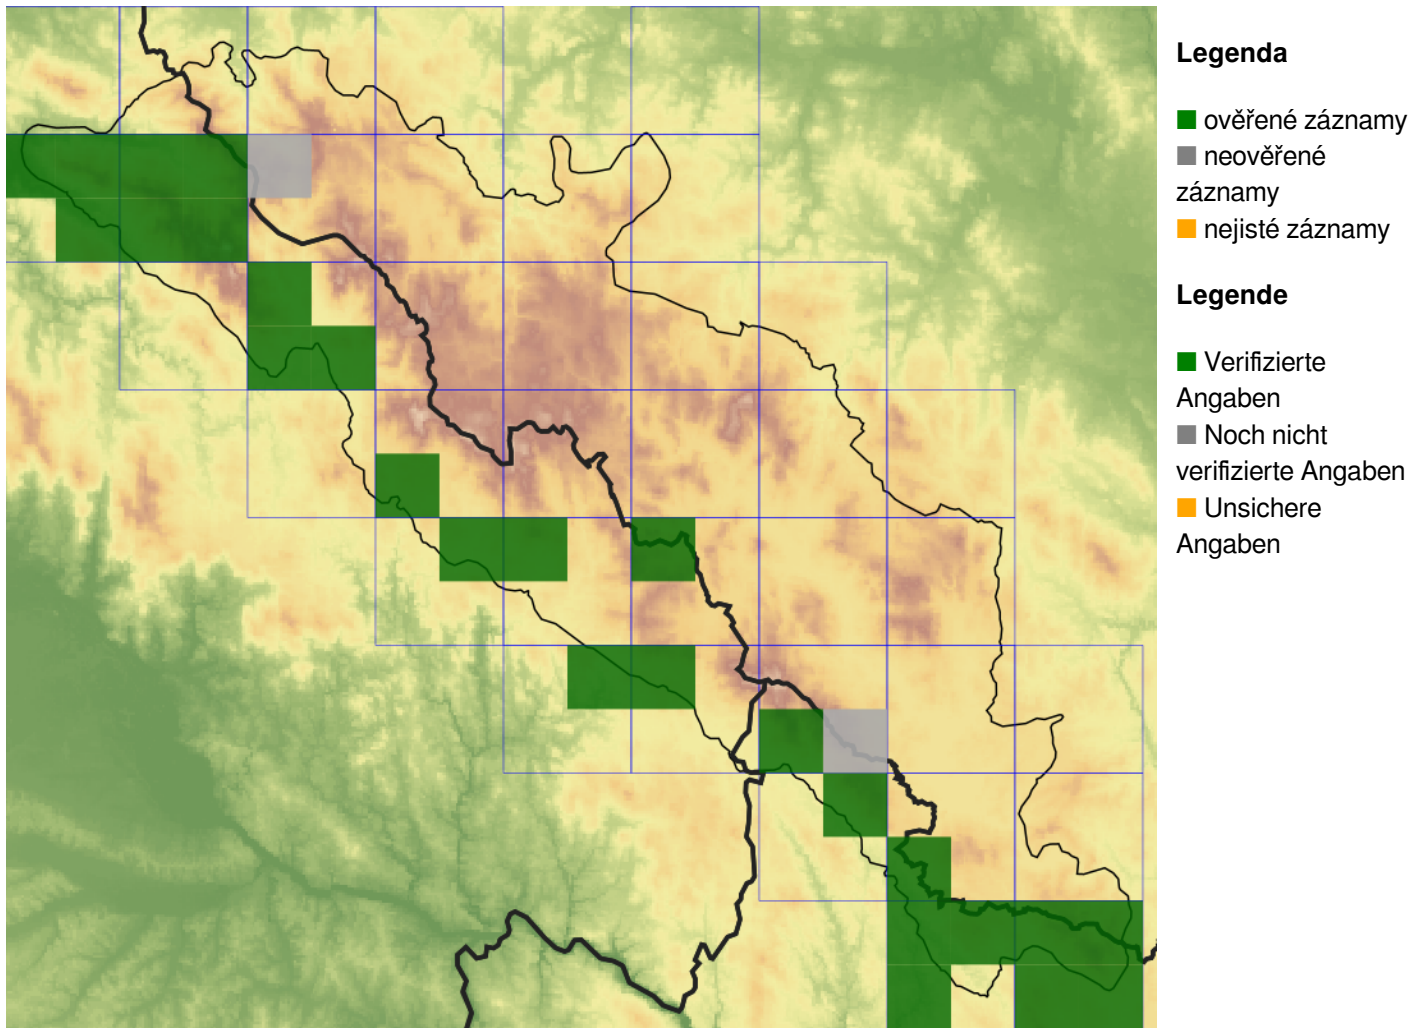 Legenda
ověřené záznamy
neověřené
záznamy
nejisté záznamy
Legende
Verifizierte
Angaben
Noch nicht
verifizierte Angaben
Unsichere
Angaben